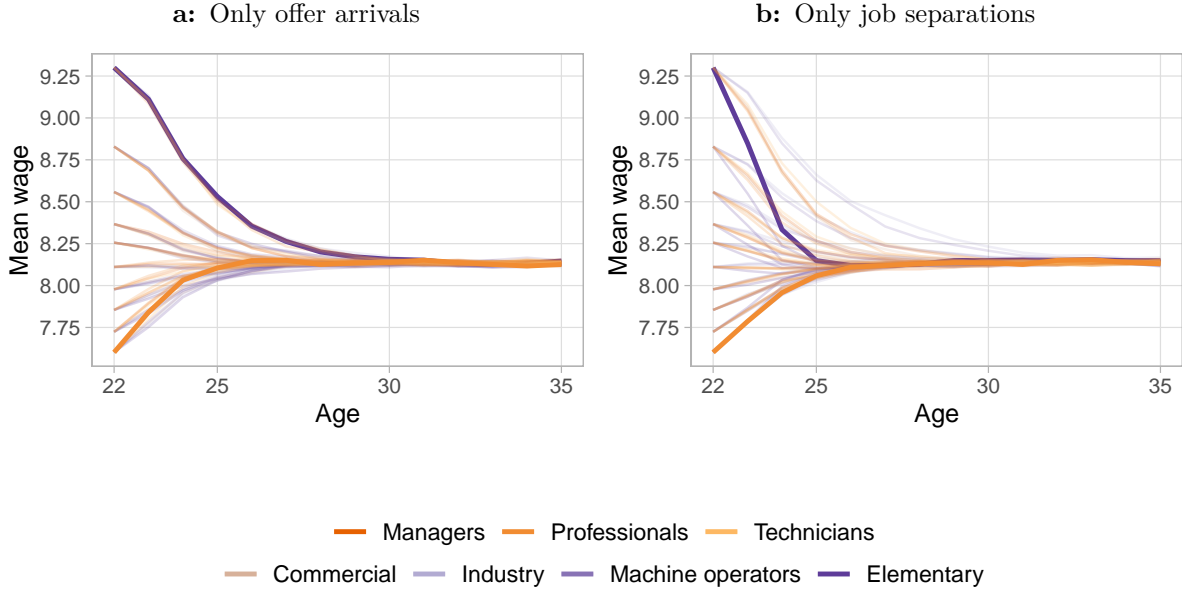 a: Only offer arrivals
b: Only job separations
Mean wage
9.25
9.00
8.75
8.50
8.25
8.00
7.75
22
25
30
35
Age
Mean wage
9.25
9.00
8.75
8.50
8.25
8.00
7.75
22
25
30
35
Age
Managers Professionals Technicians
Commercial Industry Machine operators Elementary